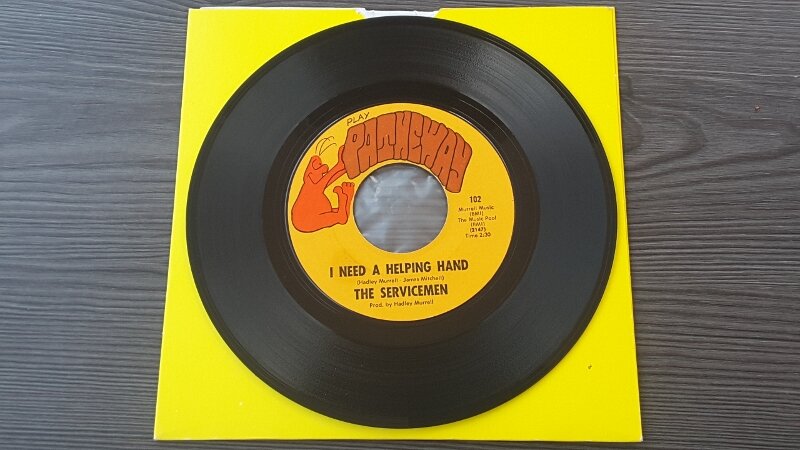 PLAY
PATHEWAY
102
Murrell Music
(BMI)
The Music Pool
(BMI)
(2147)
Time 2:30
I NEED A HELPING HAND
(Hadley Murrell - James Mitchell)
THE SERVICEMEN
Prod. by Hadley Murrell